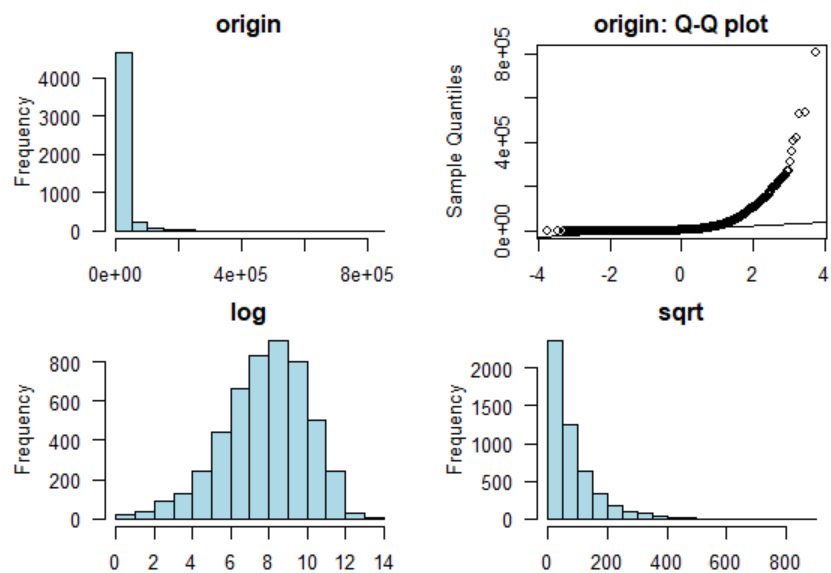 origin
Frequency
4000
3000
2000
1000
0
0e+00 4e+05 8e+05
origin: Q-Q plot
Sample Quantiles
8e+05
4e+05
0e+00
-4 -2 0 2 4
log
Frequency
800
600
400
200
0
0 2 4 6 8 10 12 14
sqrt
Frequency
2000
1500
1000
500
0
0 200 400 600 800